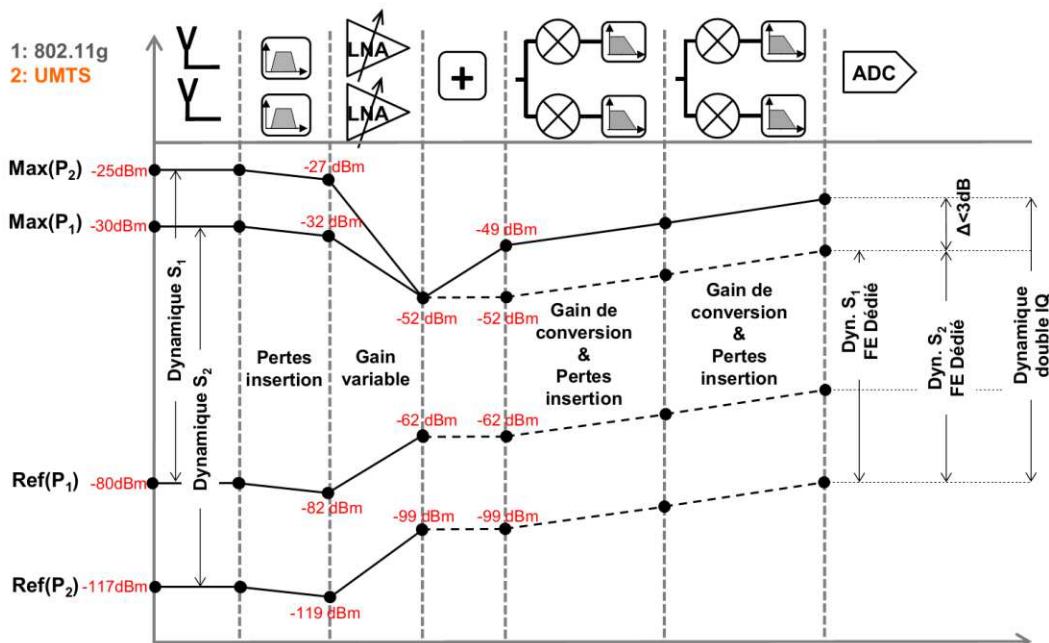 1: 802.11g
2: UMTS
LNA
LNA
+
ADC
Max(P₂)
-25dBm
-27 dBm
Max(P₁)
-30dBm
-32 dBm
-49 dBm
-52 dBm
-52 dBm
Δ<3dB
Dynamique S₁
Dynamique S₂
Pertes
insertion
Gain
variable
Gain de
conversion
&
Pertes
insertion
Gain de
conversion
&
Pertes
insertion
Dyn. S₁
FE Dédié
Dyn. S₂
FE Dédié
Dynamique
double IQ
-62 dBm
-62 dBm
Ref(P₁)
-80dBm
-82 dBm
-99 dBm
-99 dBm
Ref(P₂)
-117dBm
-119 dBm